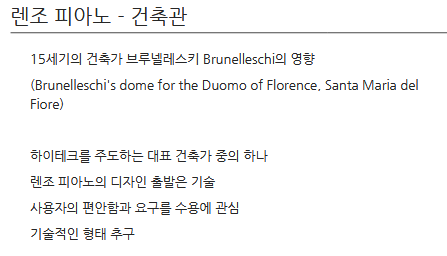 렌조 피아노 - 건축관
15세기의 건축가 브루넬레스키 Brunelleschi의 영향
(Brunelleschi's dome for the Duomo of Florence, Santa Maria del
Fiore)
하이테크를 주도하는 대표 건축가 중의 하나
렌조 피아노의 디자인 출발은 기술
사용자의 편안함과 요구를 수용에 관심
기술적인 형태 추구